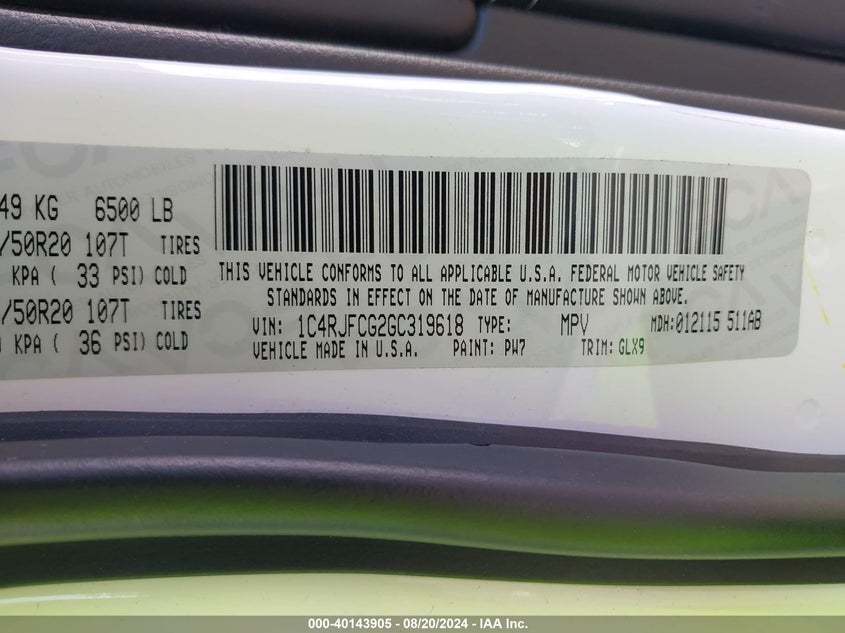 49 KG 6500 LB
/50R20 107T TIRES
KPA ( 33 PSI) COLD
/50R20 107T TIRES
KPA ( 36 PSI) COLD
THIS VEHICLE CONFORMS TO ALL APPLICABLE U.S.A. FEDERAL MOTOR VEHICLE SAFETY
STANDARDS IN EFFECT ON THE DATE OF MANUFACTURE SHOWN ABOVE.
VIN: 1C4RJFCG2GC319618 TYPE: MPV MDH:012115 511AB
VEHICLE MADE IN U.S.A. PAINT: PW7 TRIM: GLX9
000-40143905 - 08/20/2024 - IAA Inc.